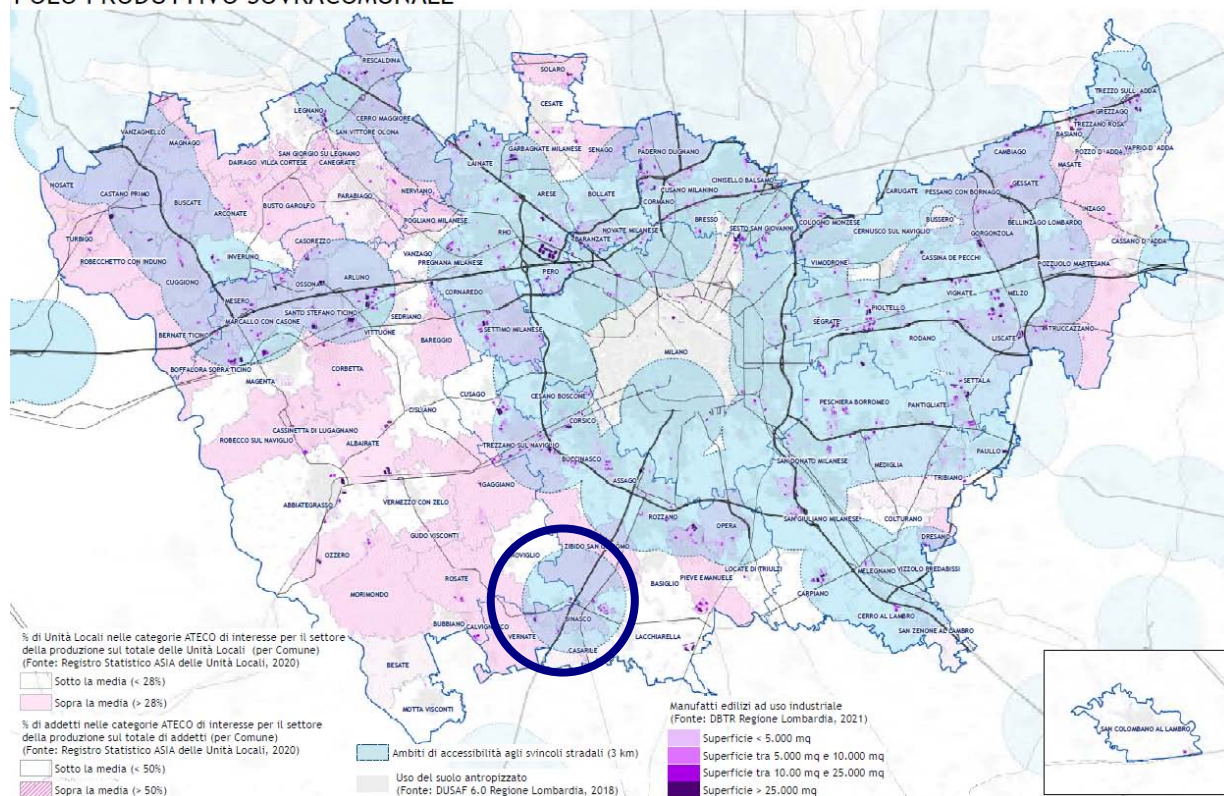 POLO PRODUTTIVO SOVRACOMUNALE
RESCALDINA
SOLARO
TREZZO SULL'ADDA
LEGNANO
CESATE
GREZZAGO
CERRO MAGGIORE
TREZZANO ROSA
VANZAGHELLO
SAN VITTORE OLONA
BASIANO
MAGNAGO
GARBAGNATE MILANESE
SENAGO
PADERNO DUGNANO
CAMBIAGO
POZZO D'ADDA
VAPRIO D'ADDA
SAN GIORGIO SU LEGNANO
LAINATE
MASATE
DAIRAGO
VILLA CORTESE
CANEGRATE
GESSATE
NOSATE
NERVIANO
ARESE
BOLLATE
CUSANO MILANINO
CINISELLO BALSAMO
CARUGATE
PESSANO CON BORNAGO
CASTANO PRIMO
PARABIAGO
CORMANO
INZAGO
BUSCATE
BUSTO GAROLFO
ARCONATE
POGLIANO MILANESE
BRESSO
COLOGNO MONZESE
BUSSERO
BELLINZAGO LOMBARDO
NOVATE MILANESE
SESTO SAN GIOVANNI
CERNUSCO SUL NAVIGLIO
GORGONZOLA
TURBIGO
RHO
BARANZATE
CASSANO D'ADDA
CASOREZZO
VANZAGO
INVERUNO
PREGNANA MILANESE
VIMODRONE
CASSINA DE PECCHI
POZZUOLO MARTESANA
ROBECCHETTO CON INDUNO
PERO
ARLUNO
CUGGIONO
OSSONA
CORNAREDO
VIGNATE
MELZO
MESERO
PIOLTELLO
SANTO STEFANO TICINO
SEDRIANO
SEGRATE
MARCALLO CON CASONE
SETTIMO MILANESE
TRUCCAZZANO
VITTUONE
RODANO
LISCATE
BERNATE TICINO
BAREGGIO
MILANO
BOFFALORA SOPRA TICINO
CORBETTA
MAGENTA
SETTALA
CUSAGO
CESANO BOSCONE
PESCHIERA BORROMEO
PANTIGLIATE
CISLIANO
CASSINETTA DI LUGAGNANO
CORSICO
ROBECCO SUL NAVIGLIO
ALBAIRATE
TREZZANO SUL NAVIGLIO
PAULLO
BUCCINASCO
SAN DONATO MILANESE
MEDIGLIA
TRIBIANO
ASSAGO
GAGGIANO
VERMEZZO CON ZELO
ABBIATEGRASSO
ROZZANO
SAN GIULIANO MILANESE
COLTURANO
GUDO VISCONTI
OPERA
DRESANO
OZZERO
ZIBIDO SAN GIACOMO
LOCATE DI TRIULZI
MELEGNANO
VIZZOLO PREDABISSI
ROSATE
BASIGLIO
PIEVE EMANUELE
MORIMONDO
CARPIANO
BINASCO
CERRO AL LAMBRO
BUBBIANO
VERNATE
SAN ZENONE AL LAMBRO
CASARILE
LACCHIARELLA
BESATE
MOTTA VISCONTI
SAN COLOMBANO AL LAMBRO
% di Unità Locali nelle categorie ATECO di interesse per il settore
della produzione sul totale delle Unità Locali (per Comune)
(Fonte: Registro Statistico ASIA delle Unità Locali, 2020)
Sotto la media (< 28%)
Sopra la media (> 28%)
% di addetti nelle categorie ATECO di interesse per il settore
della produzione sul totale di addetti (per Comune)
(Fonte: Registro Statistico ASIA delle Unità Locali, 2020)
Sotto la media (< 50%)
Sopra la media (> 50%)
Ambiti di accessibilità agli svincoli stradali (3 km)
Uso del suolo antropizzato
(Fonte: DUSAF 6.0 Regione Lombardia, 2018)
Manufatti edilizi ad uso industriale
(Fonte: DBTR Regione Lombardia, 2021)
Superficie < 5.000 mq
Superficie tra 5.000 mq e 10.000 mq
Superficie tra 10.00 mq e 25.000 mq
Superficie > 25.000 mq